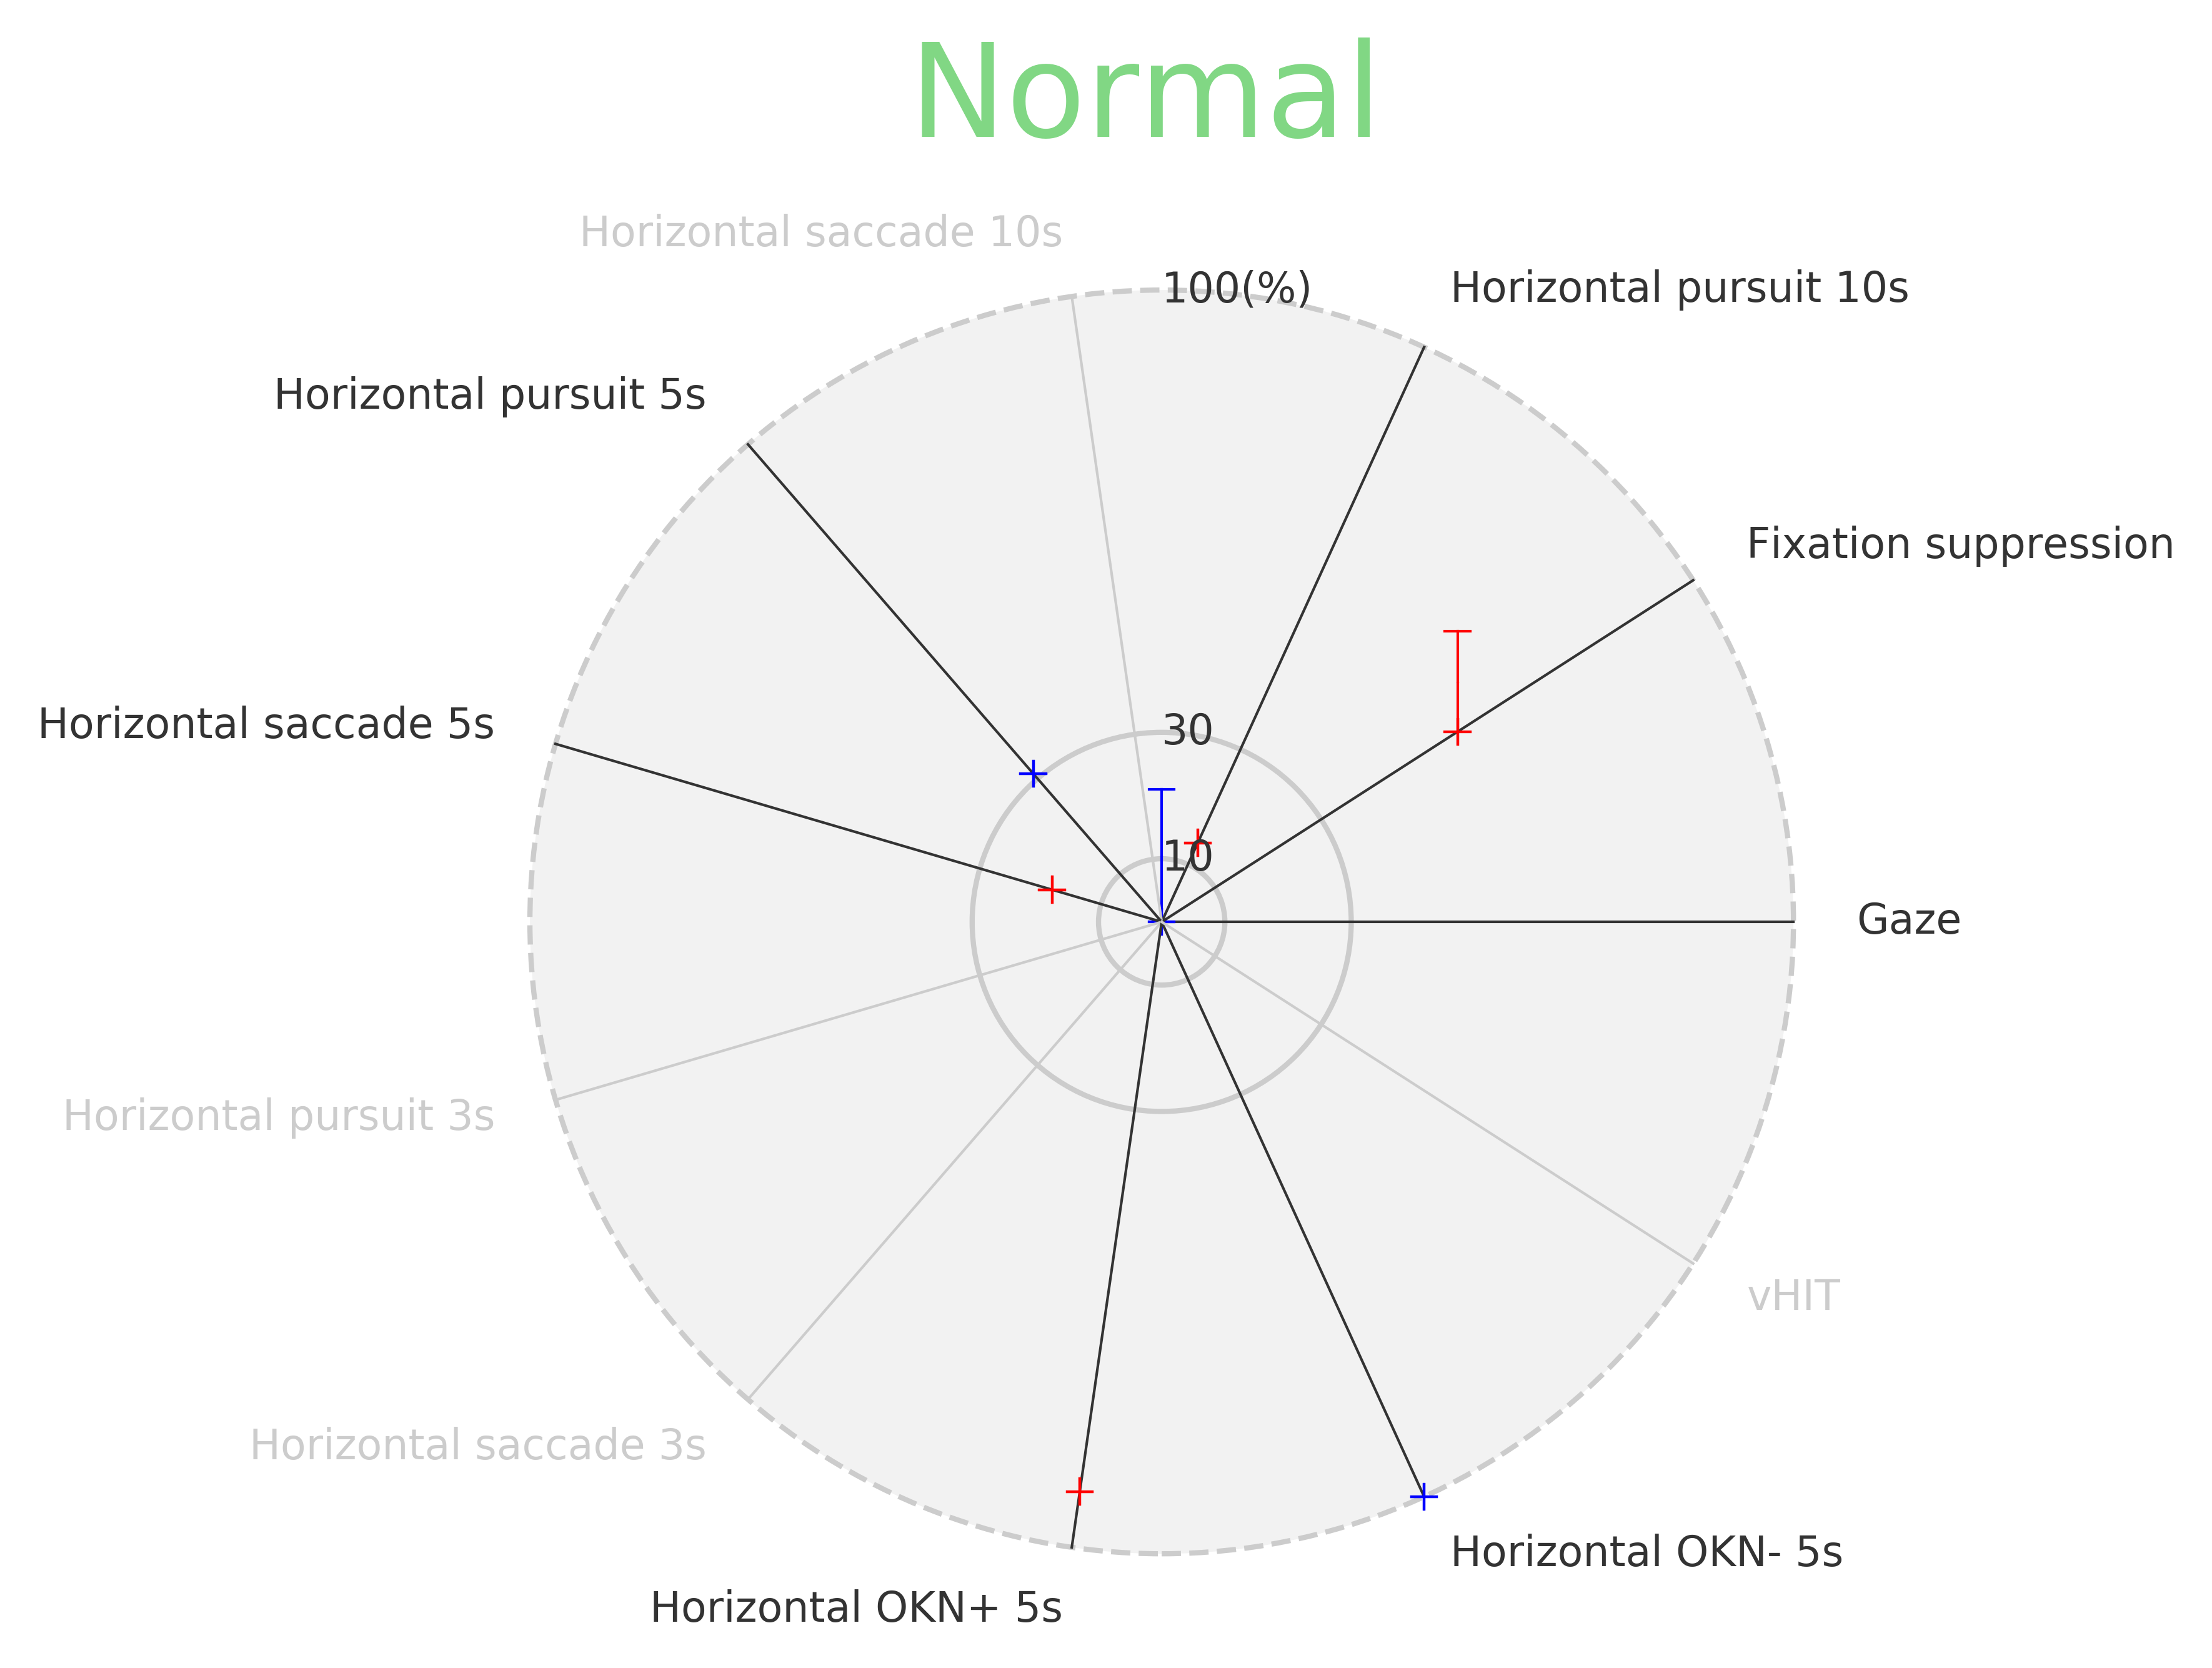 Normal
Horizontal saccade 10s
100(%)
Horizontal pursuit 10s
Horizontal pursuit 5s
Fixation suppression
Horizontal saccade 5s
30
10
Gaze
Horizontal pursuit 3s
vHIT
Horizontal saccade 3s
Horizontal OKN- 5s
Horizontal OKN+ 5s